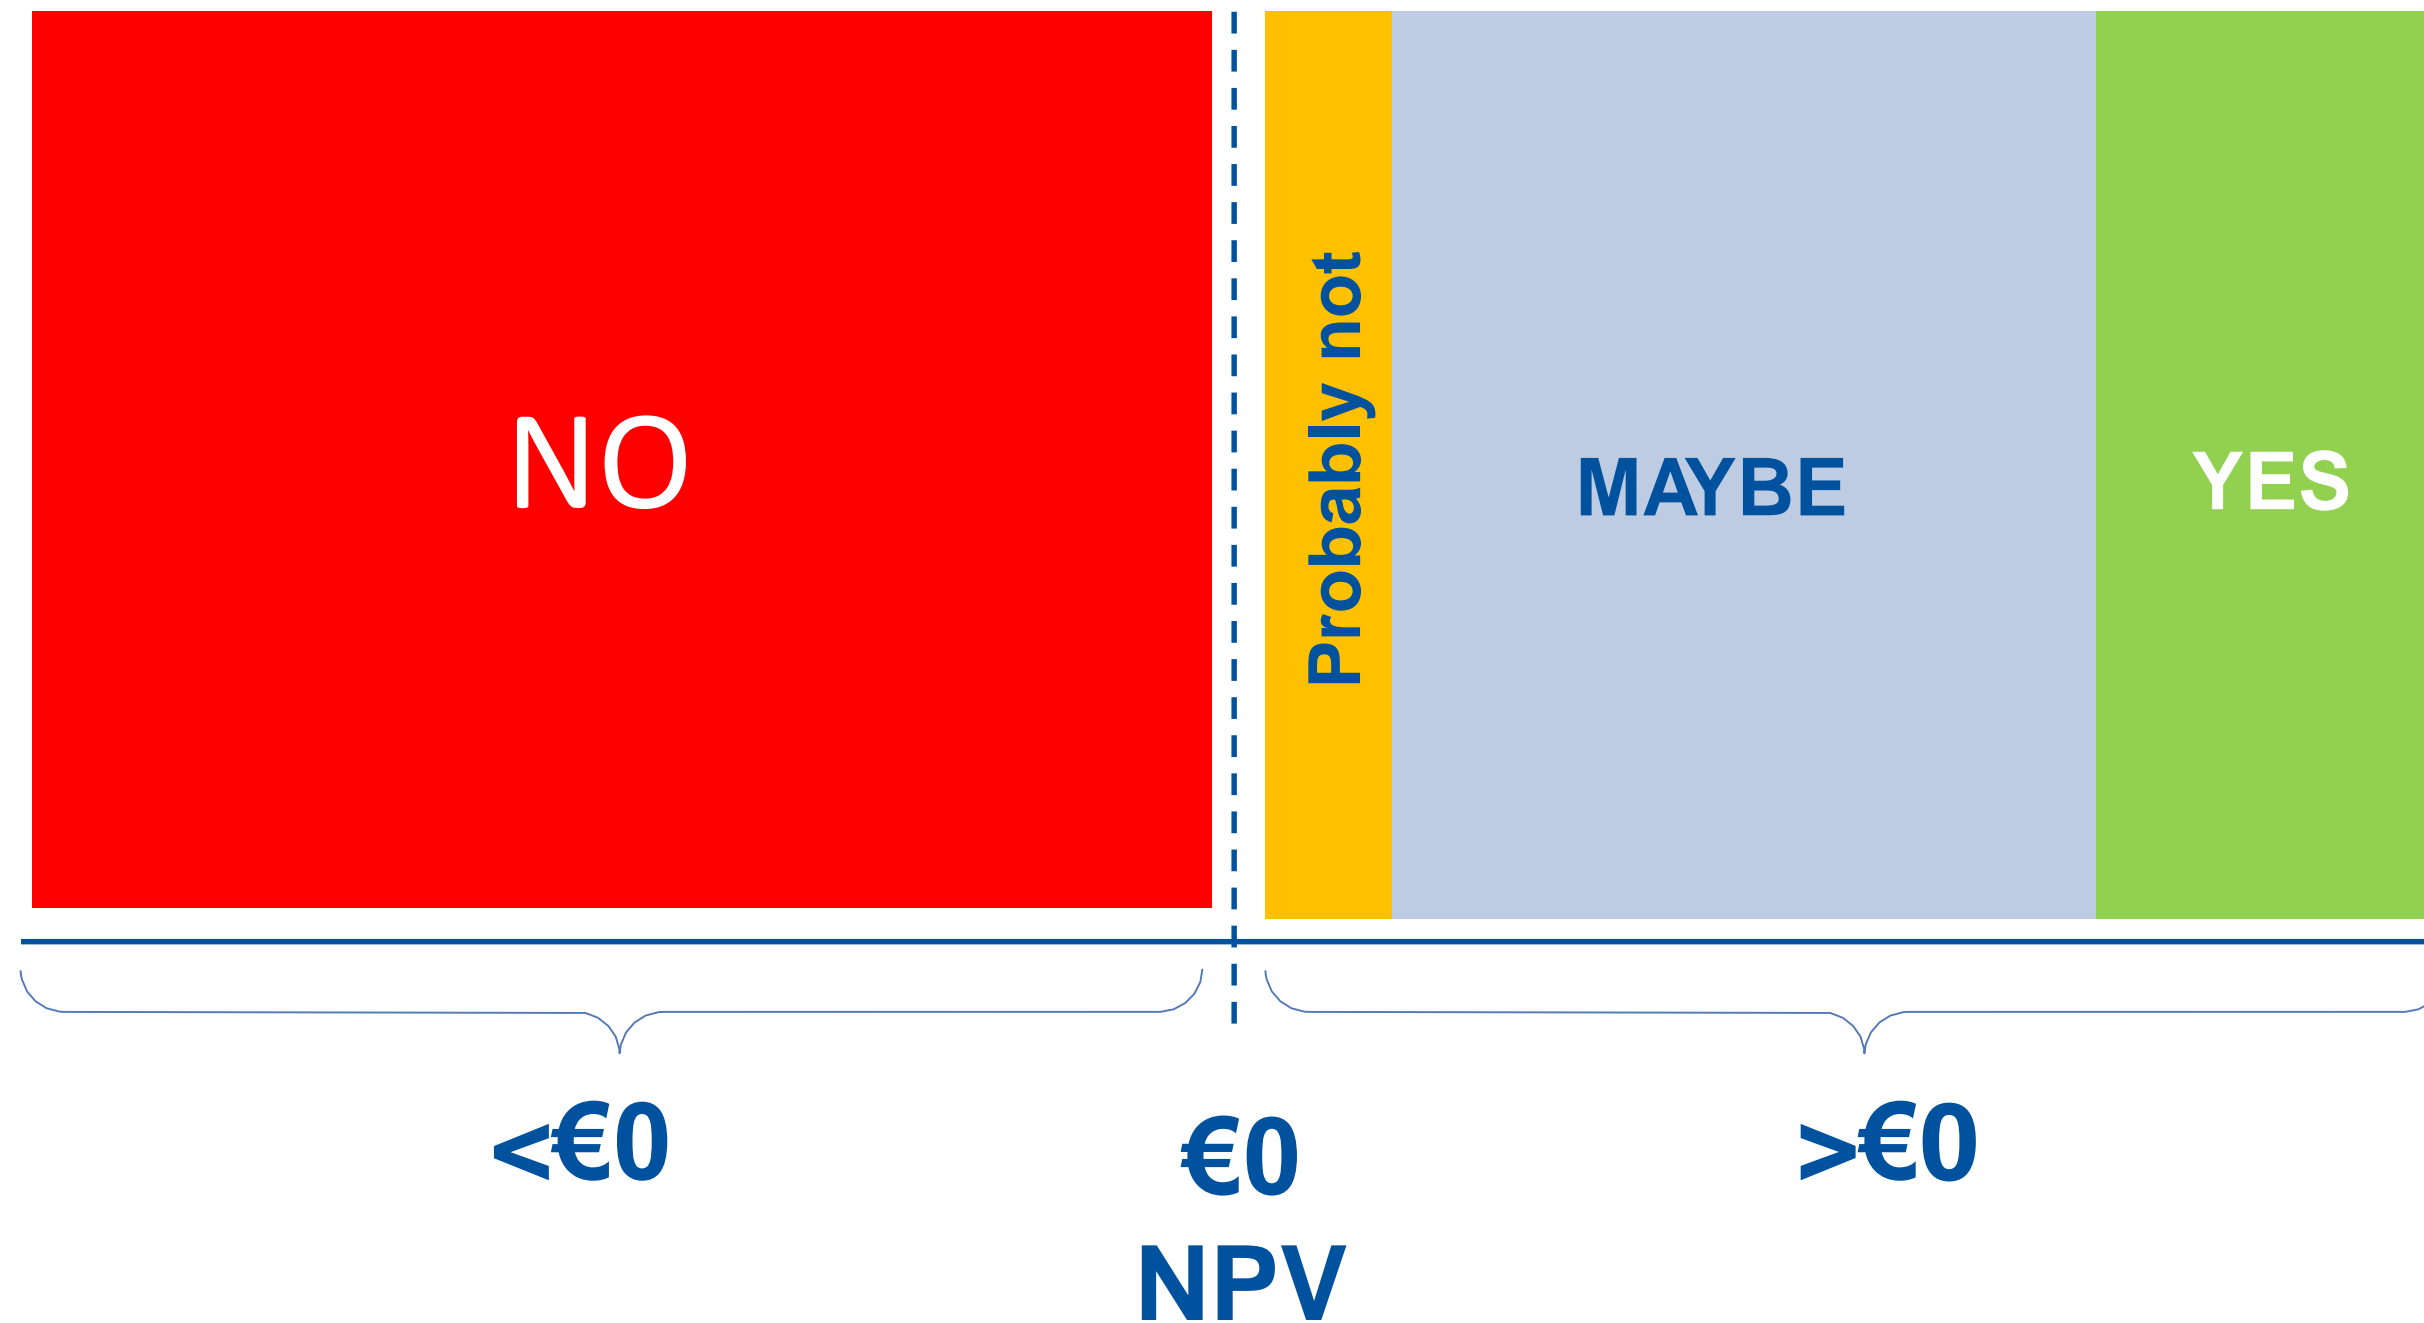 NO
Probably not
MAYBE
YES
<€0
€0
>€0
NPV